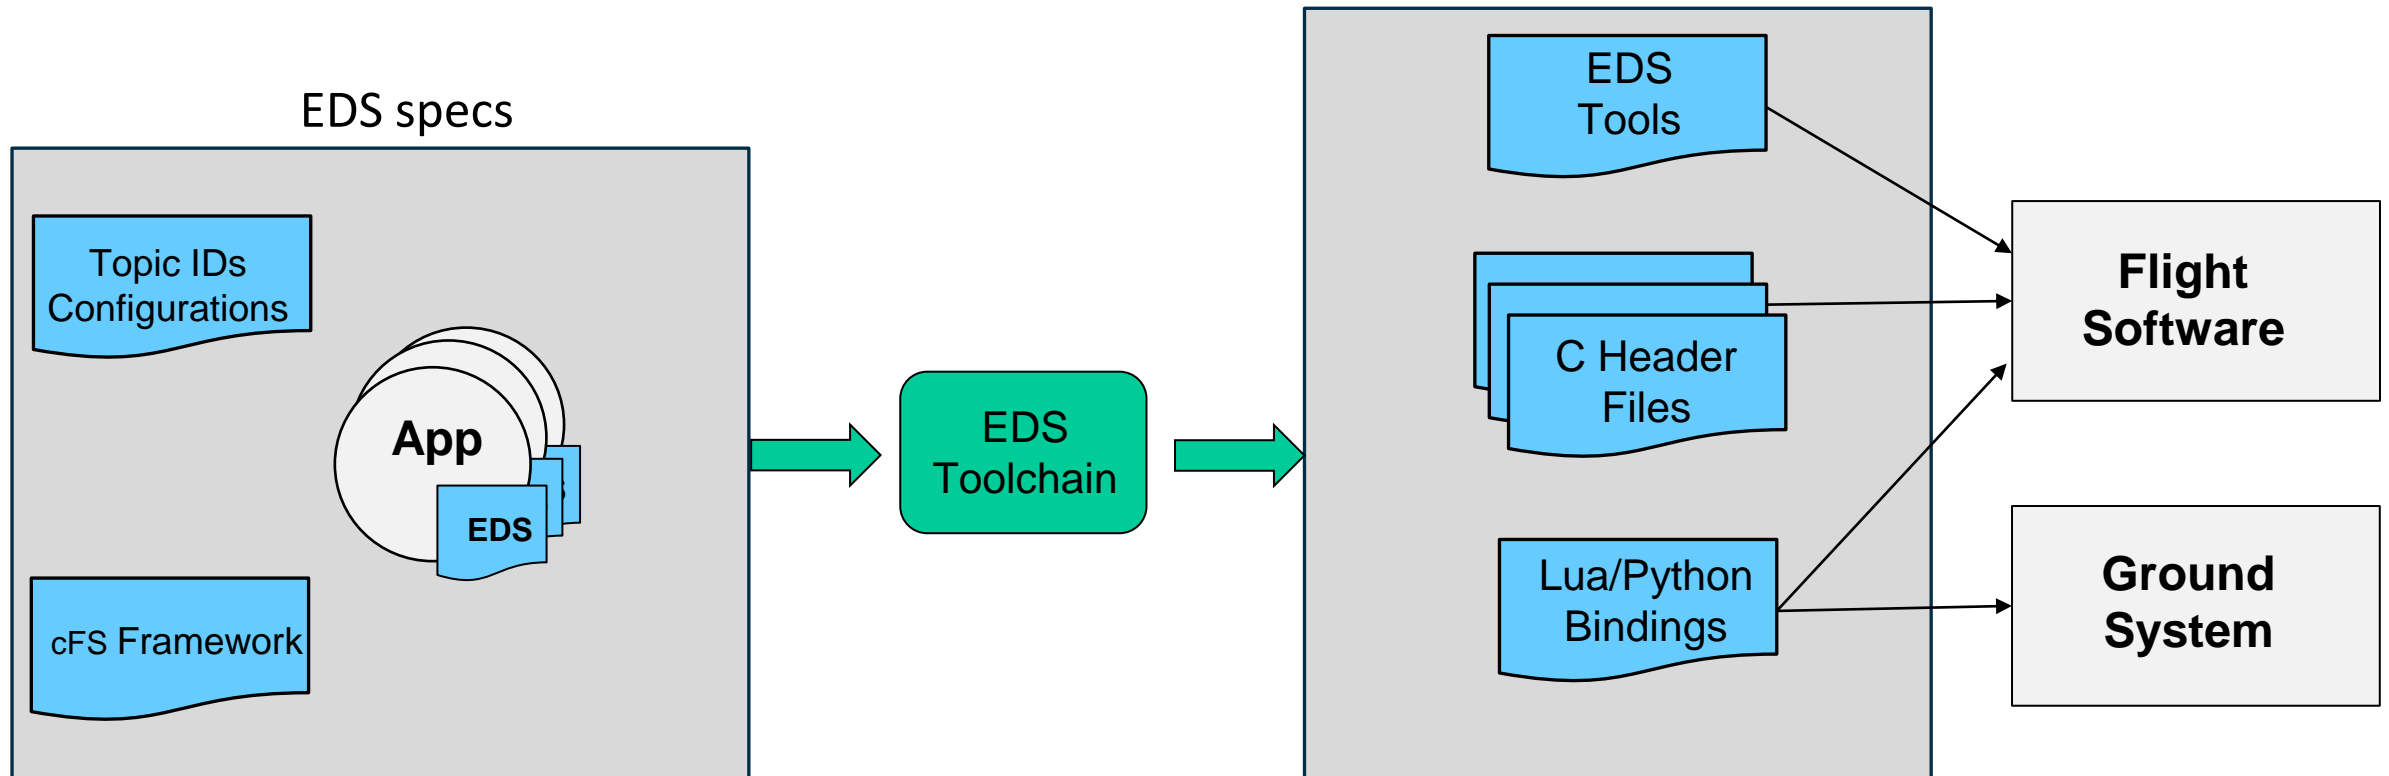 EDS specs
Topic IDs
Configurations
App
EDS
cFS Framework
EDS
Toolchain
EDS
Tools
C Header
Files
Lua/Python
Bindings
Flight
Software
Ground
System